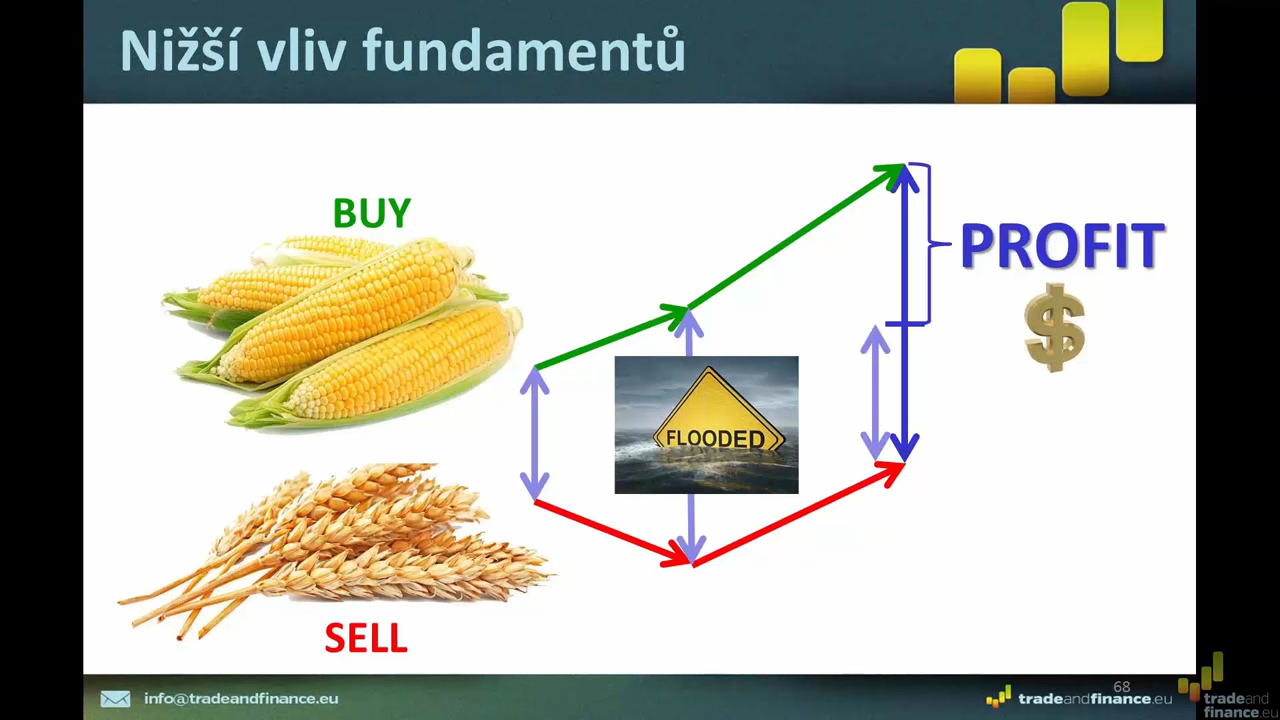 Nižší vliv fundamentů
BUY
PROFIT
$
FLOODED
SELL
info@tradeandfinance.eu
68
tradeandfinance.eu
tradeand
finance.eu